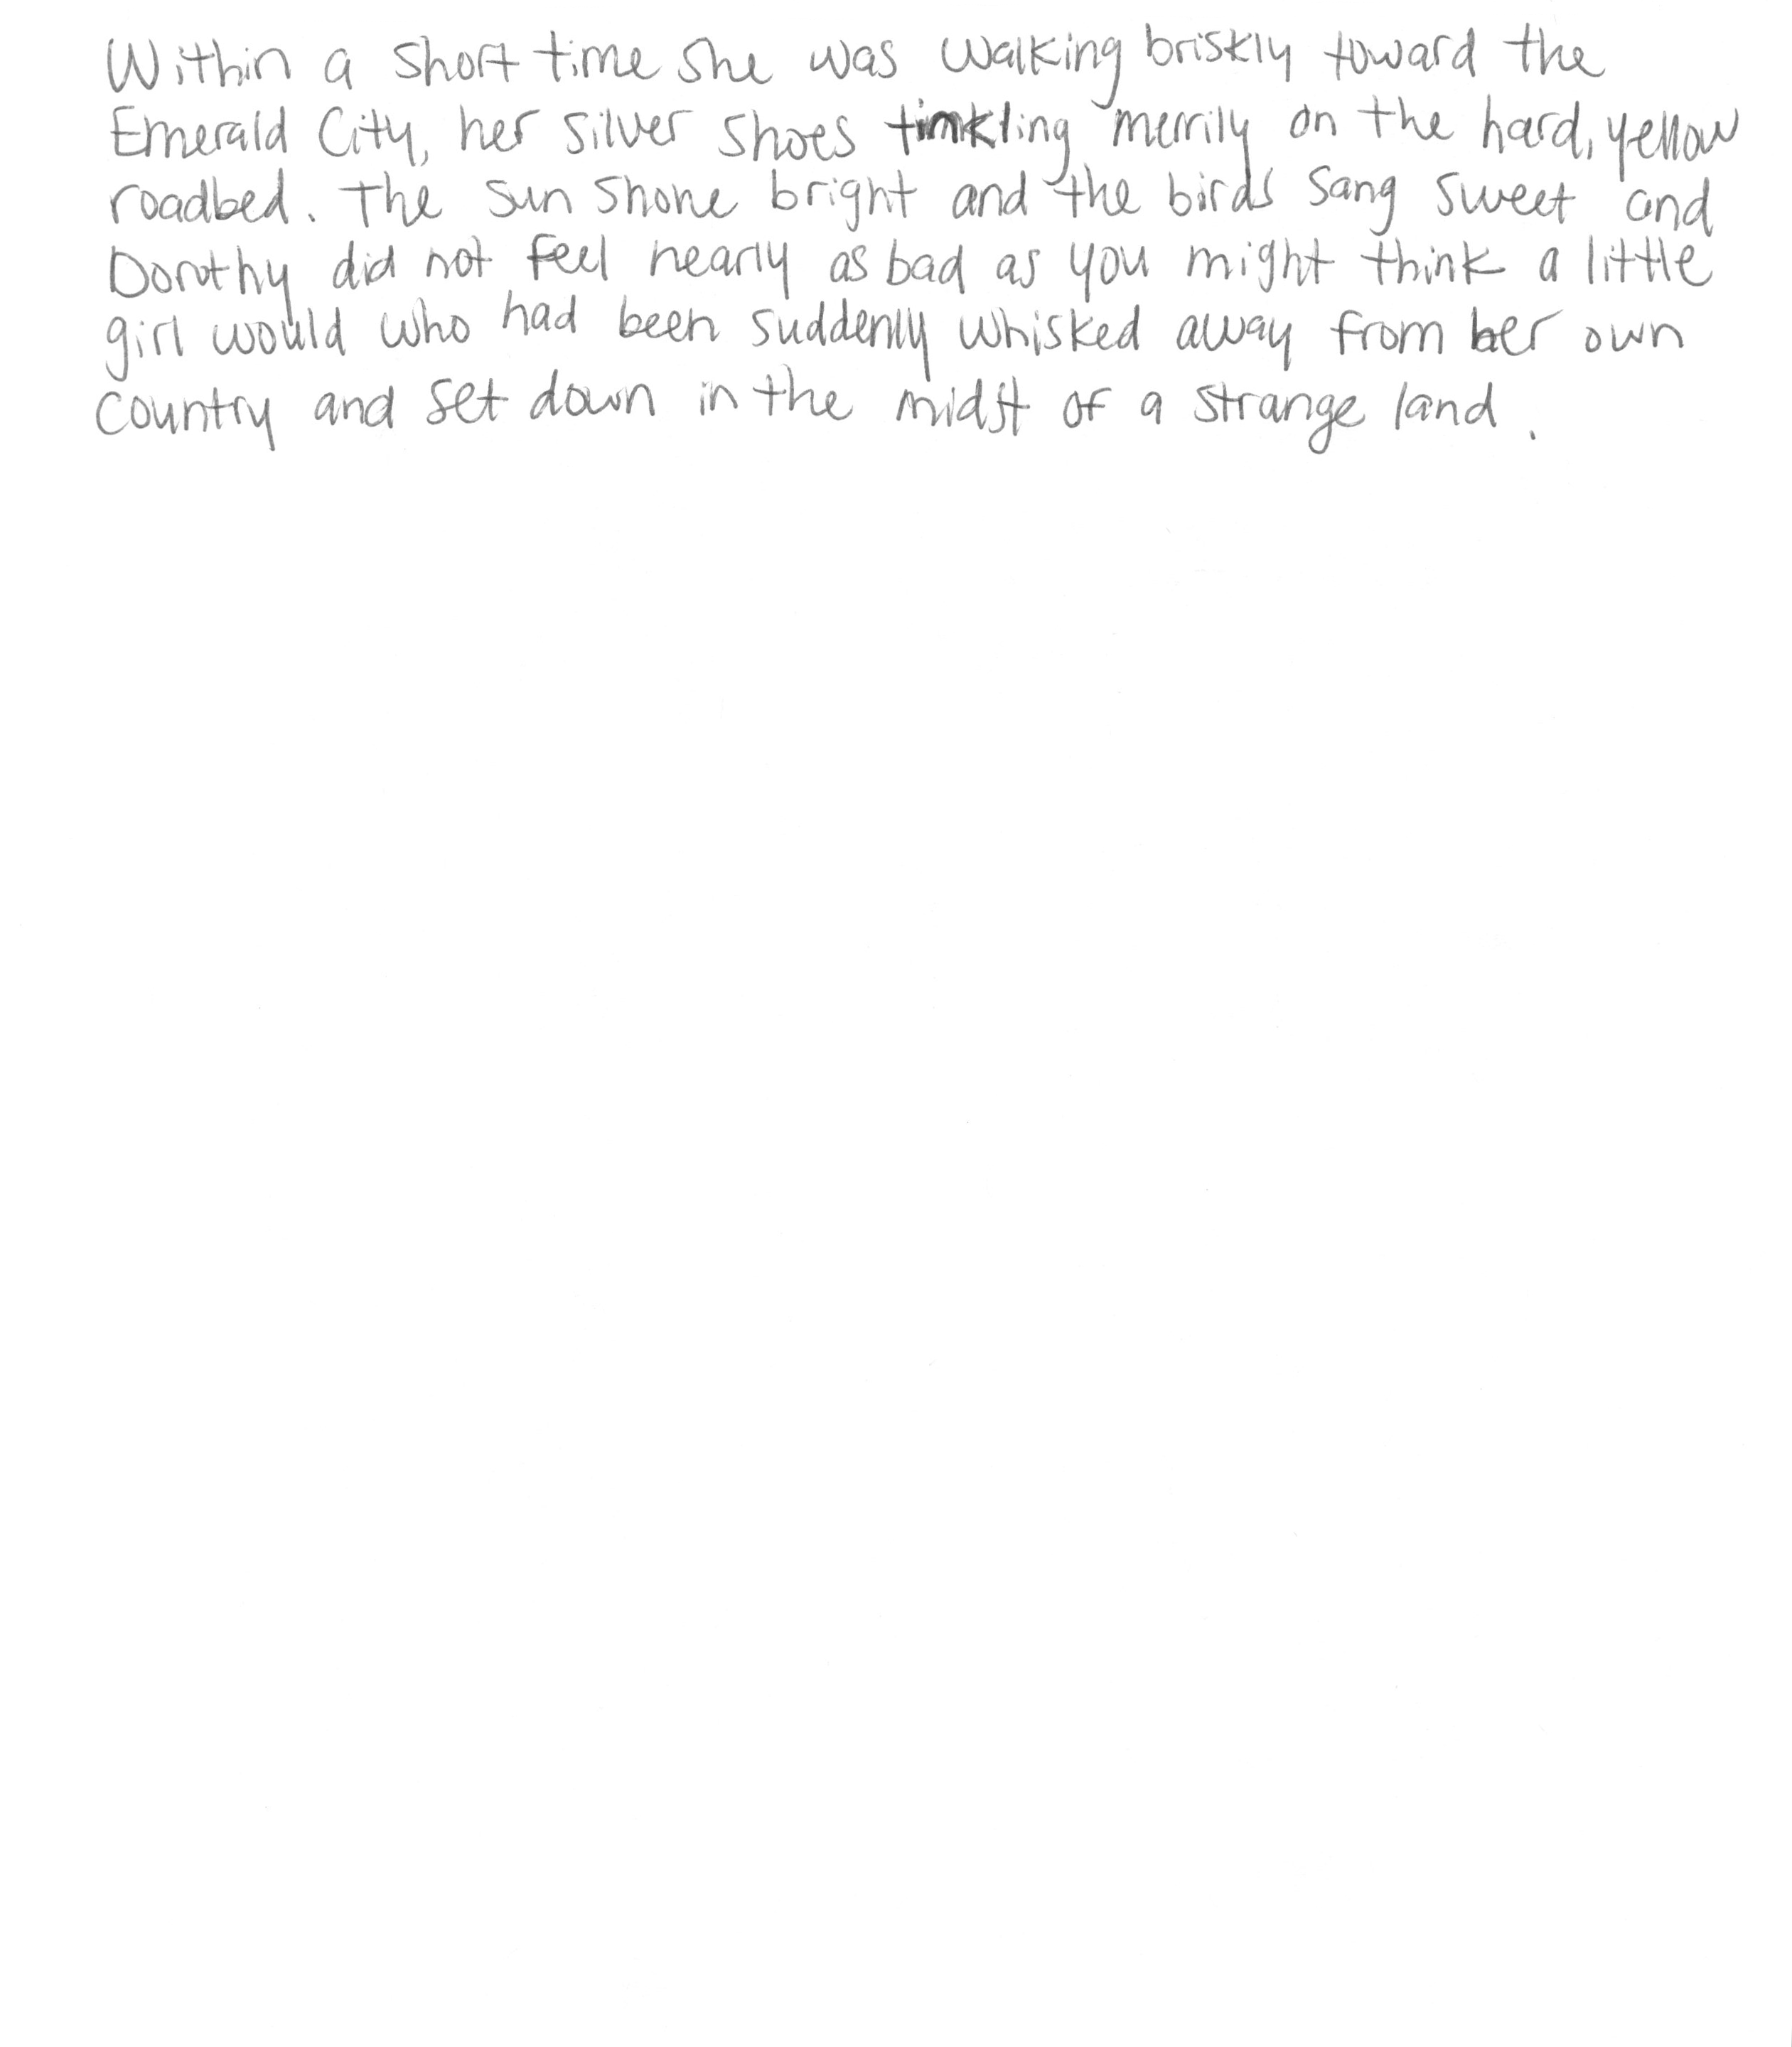 Within a short time she was walking briskly toward the
Emerald City, her silver shoes tinkling merrily on the hard, yellow
roadbed. The sun shone bright and the birds sang sweet and
Dorothy did not feel nearly as bad as you might think a little
girl would who had been suddenly whisked away from her own
country and set down in the midst of a strange land.